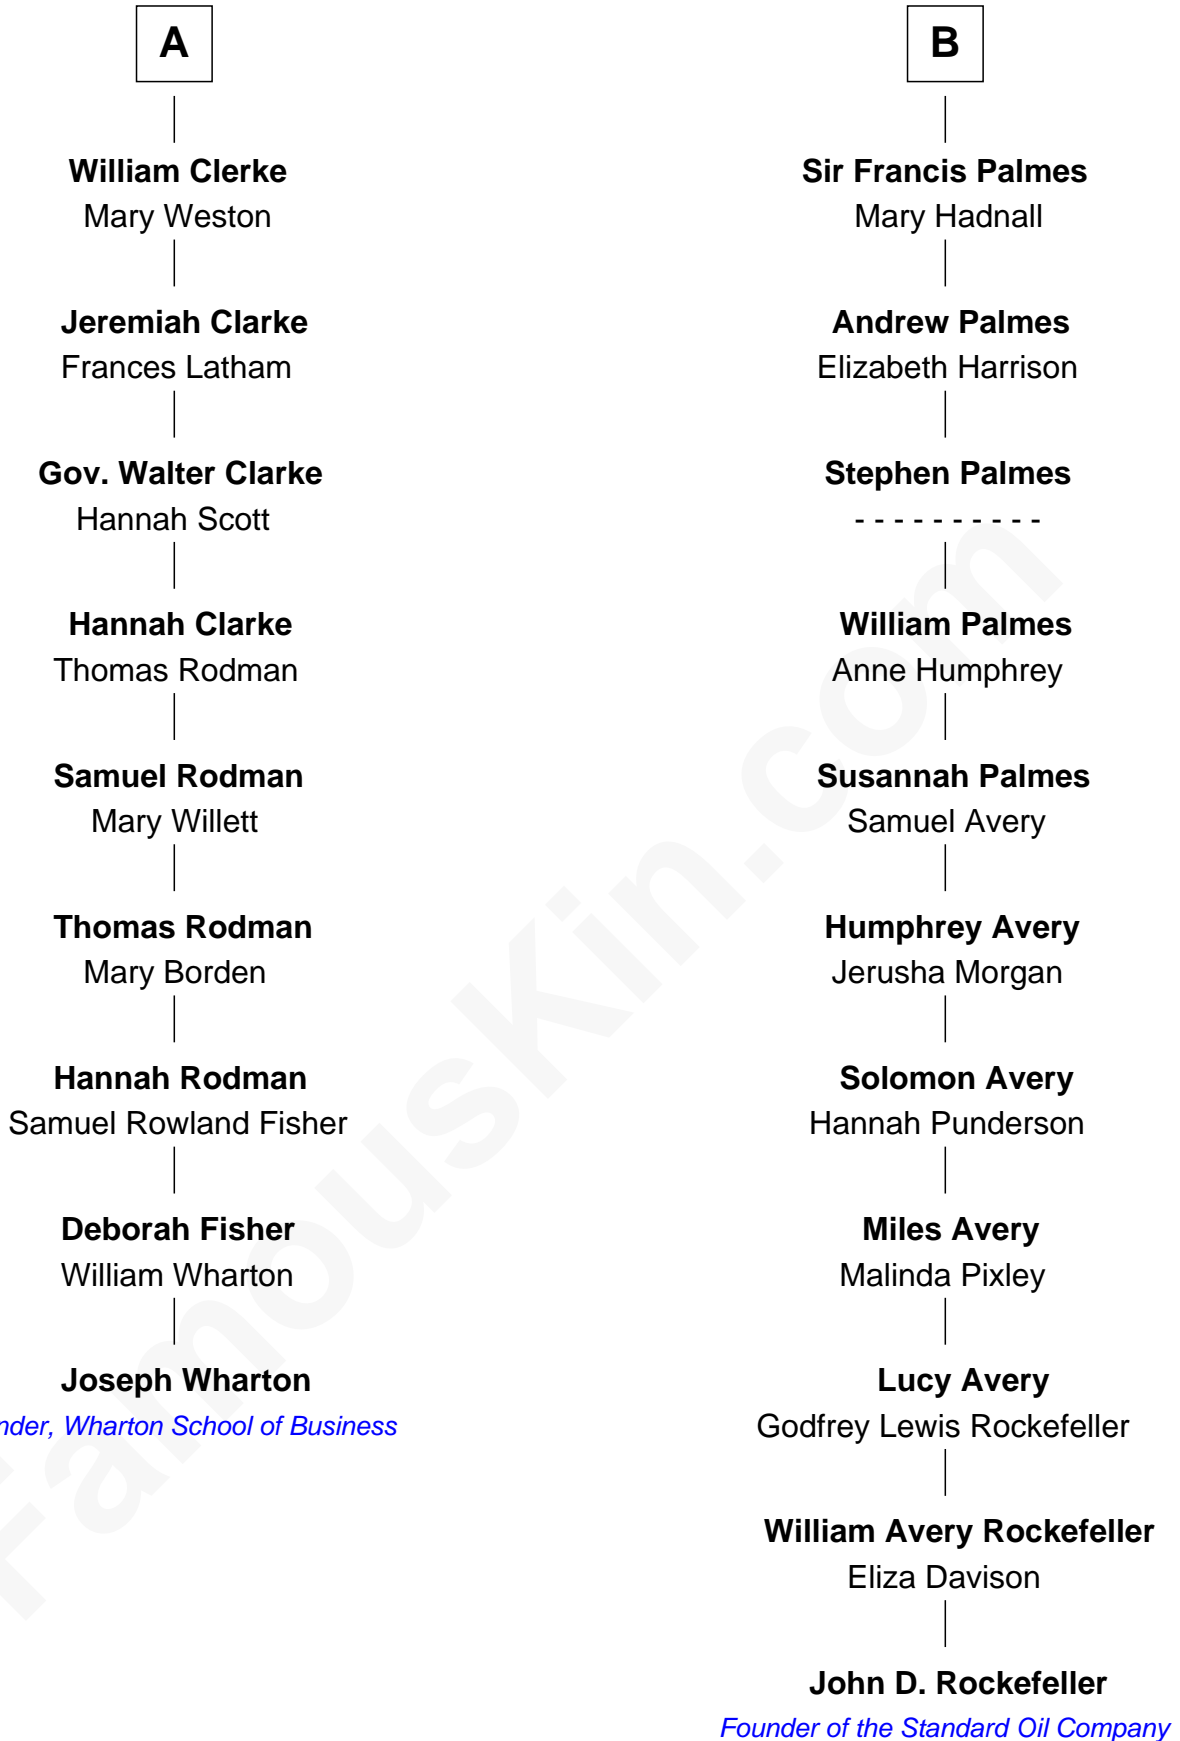 A
William Clerke
Mary Weston
Jeremiah Clarke
Frances Latham
Gov. Walter Clarke
Hannah Scott
Hannah Clarke
Thomas Rodman
Samuel Rodman
Mary Willett
Thomas Rodman
Mary Borden
Hannah Rodman
Samuel Rowland Fisher
Deborah Fisher
William Wharton
Joseph Wharton
nder, Wharton School of Business
B
Sir Francis Palmes
Mary Hadnall
Andrew Palmes
Elizabeth Harrison
Stephen Palmes
- - - - - - - - - -
William Palmes
Anne Humphrey
Susannah Palmes
Samuel Avery
Humphrey Avery
Jerusha Morgan
Solomon Avery
Hannah Punderson
Miles Avery
Malinda Pixley
Lucy Avery
Godfrey Lewis Rockefeller
William Avery Rockefeller
Eliza Davison
John D. Rockefeller
Founder of the Standard Oil Company
FamousKin.com